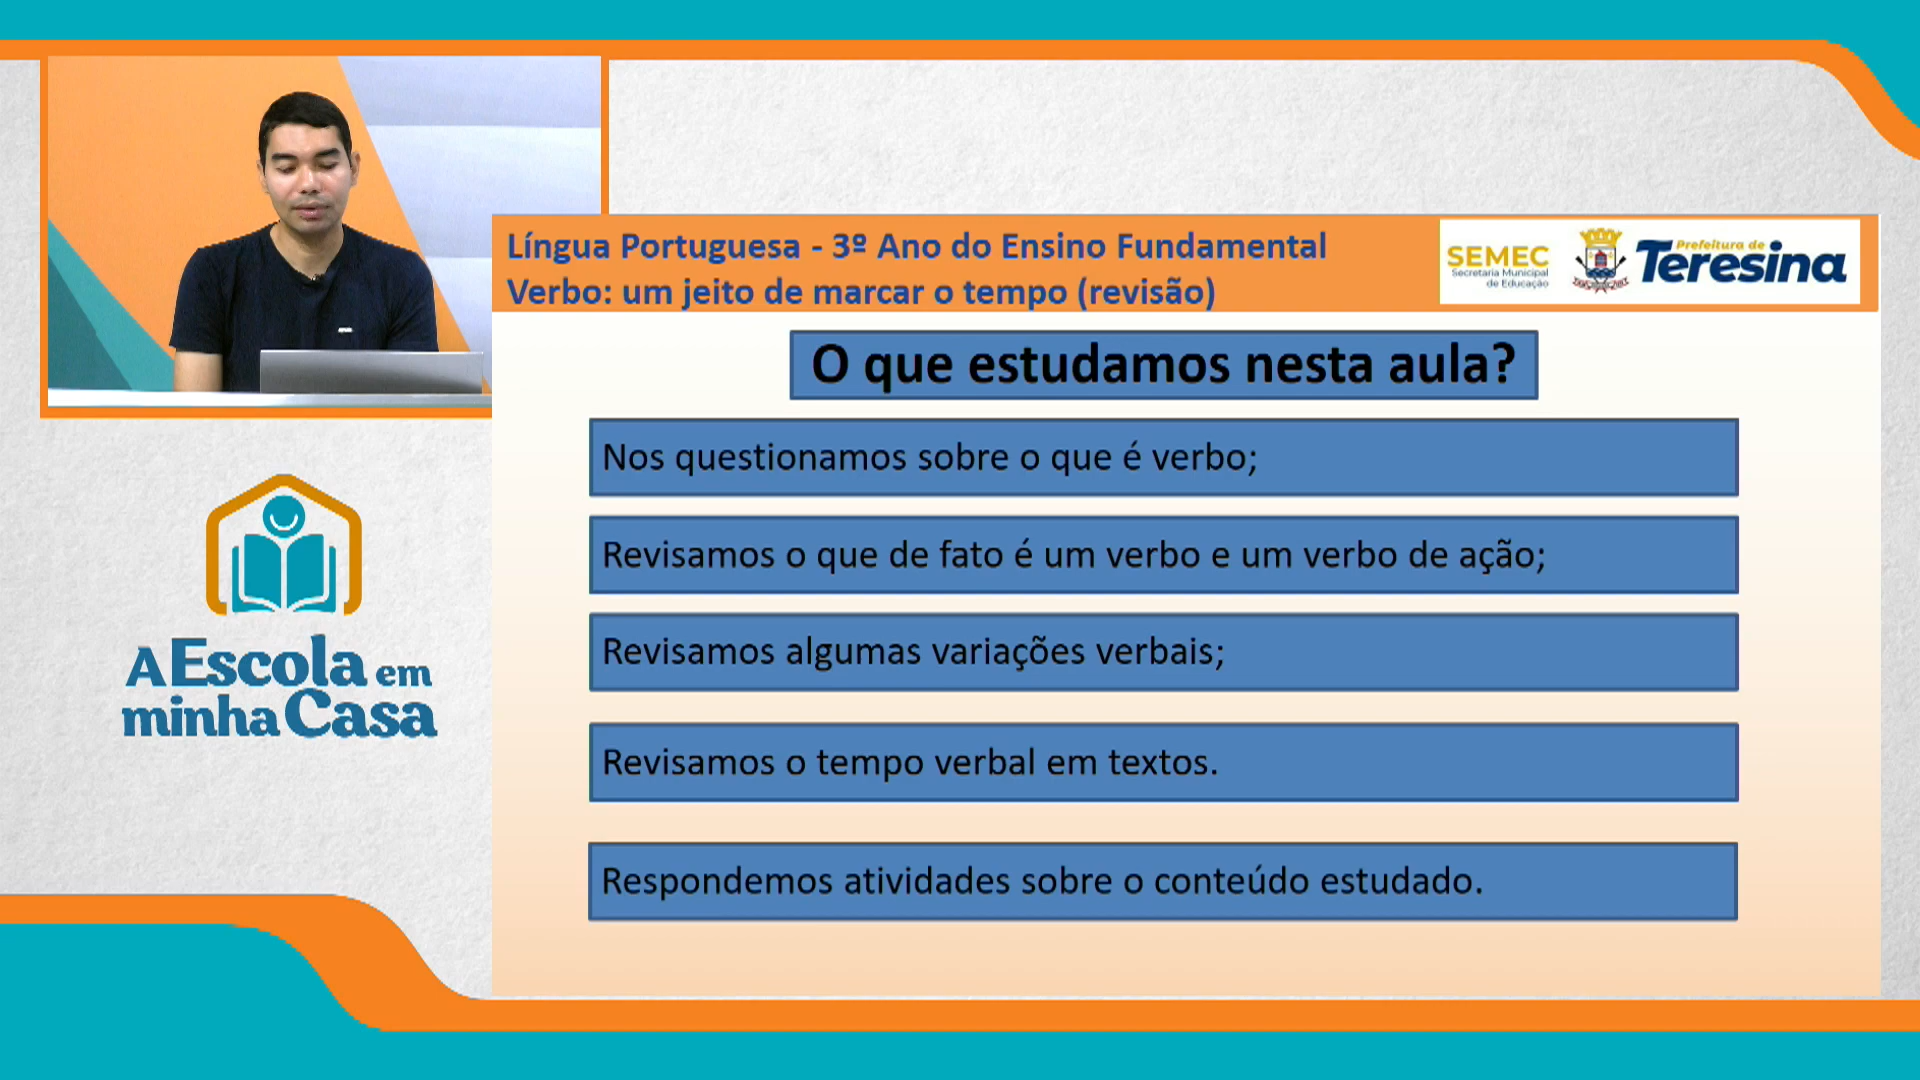 Língua Portuguesa - 3º Ano do Ensino Fundamental
Verbo: um jeito de marcar o tempo (revisão)
SEMEC
Secretaria Municipal
de Educação
Prefeitura de
Teresina
O que estudamos nesta aula?
Nos questionamos sobre o que é verbo;
Revisamos o que de fato é um verbo e um verbo de ação;
Revisamos algumas variações verbais;
Revisamos o tempo verbal em textos.
Respondemos atividades sobre o conteúdo estudado.
A Escola em
minha Casa